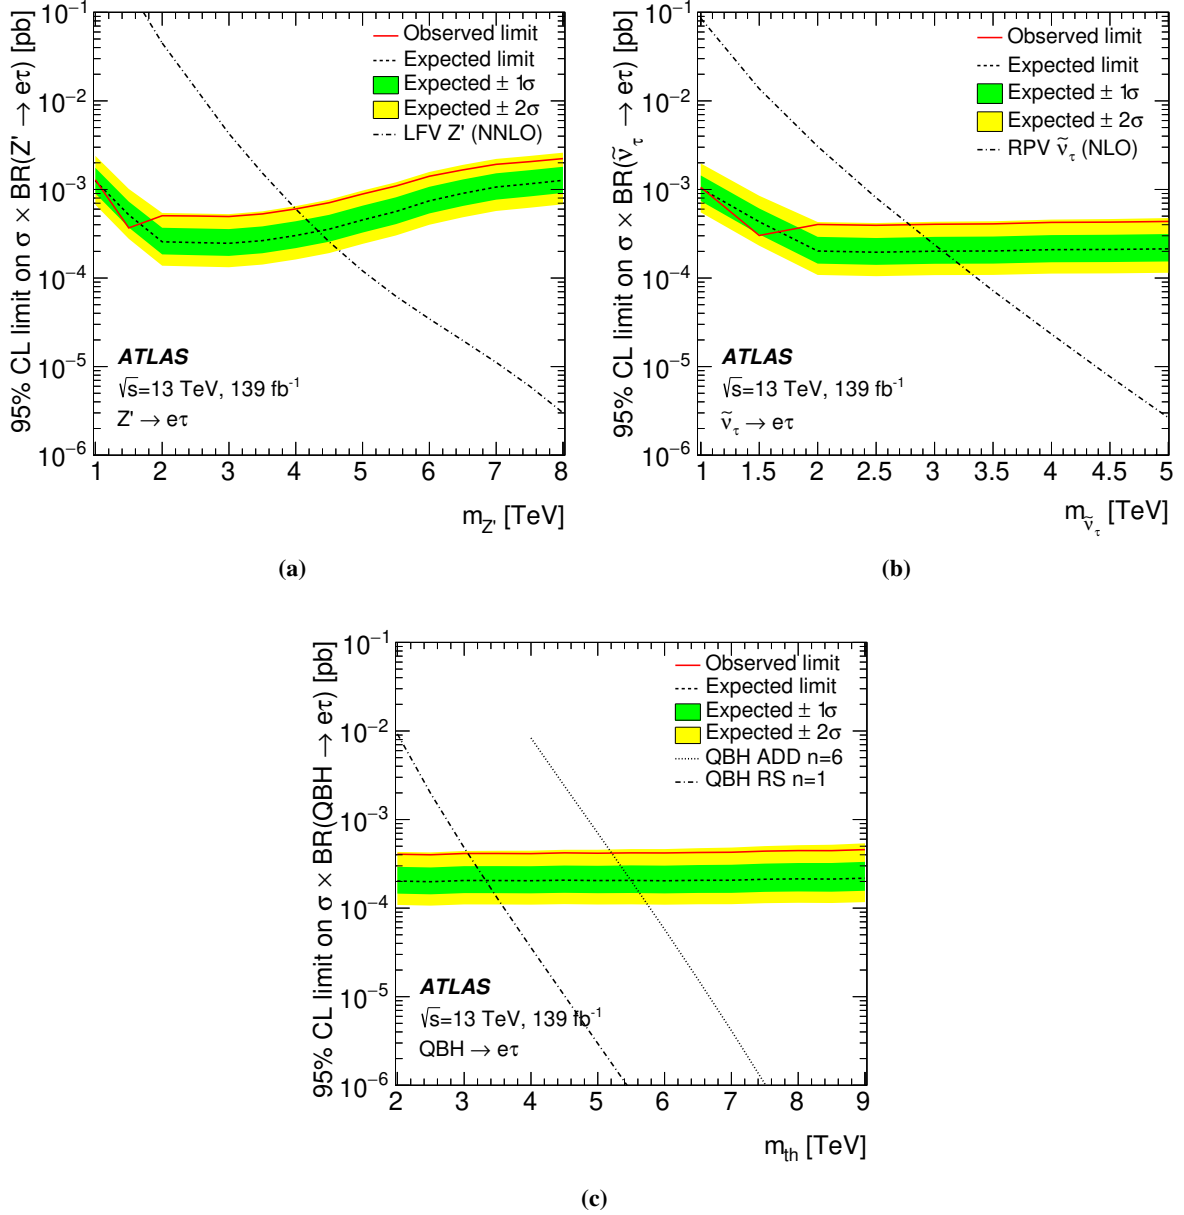 95% CL limit on σ × BR(Z' → eτ) [pb]
10⁻¹
10⁻²
10⁻³
10⁻⁴
10⁻⁵
10⁻⁶
Observed limit
Expected limit
Expected ± 1σ
Expected ± 2σ
LFV Z' (NNLO)
ATLAS
√s=13 TeV, 139 fb⁻¹
Z' → eτ
1 2 3 4 5 6 7 8
m_Z' [TeV]
(a)
95% CL limit on σ × BR(ν̃_τ → eτ) [pb]
10⁻¹
10⁻²
10⁻³
10⁻⁴
10⁻⁵
10⁻⁶
Observed limit
Expected limit
Expected ± 1σ
Expected ± 2σ
RPV ν̃_τ (NLO)
ATLAS
√s=13 TeV, 139 fb⁻¹
ν̃_τ → eτ
1 1.5 2 2.5 3 3.5 4 4.5 5
m_ν̃_τ [TeV]
(b)
95% CL limit on σ × BR(QBH → eτ) [pb]
10⁻¹
10⁻²
10⁻³
10⁻⁴
10⁻⁵
10⁻⁶
Observed limit
Expected limit
Expected ± 1σ
Expected ± 2σ
QBH ADD n=6
QBH RS n=1
ATLAS
√s=13 TeV, 139 fb⁻¹
QBH → eτ
2 3 4 5 6 7 8 9
m_th [TeV]
(c)